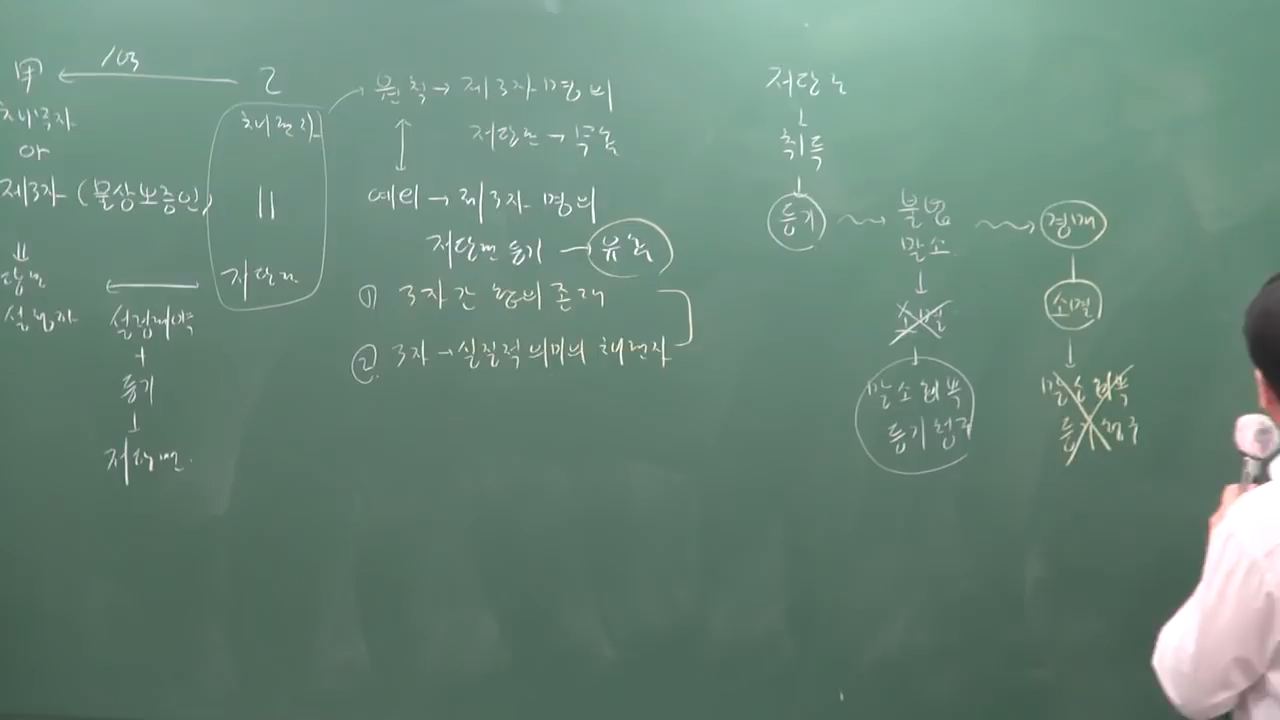 甲 ← 1억 乙
채무자
or
제3자 (물상보증인)
||
설정자
채권자
||
저당권자
설정계약
+
등기
↓
저당권
원칙 → 제3자 명의
저당권 → 무효
↕
예외 → 제3자 명의
저당권 등기 — 유효
① 3자간 합의 존재
② 3자 → 실질적 의미의 채권자
저당권
취득
등기
불법
말소
소멸
말소회복
등기청구
경매
소멸
말소회복
등기청구